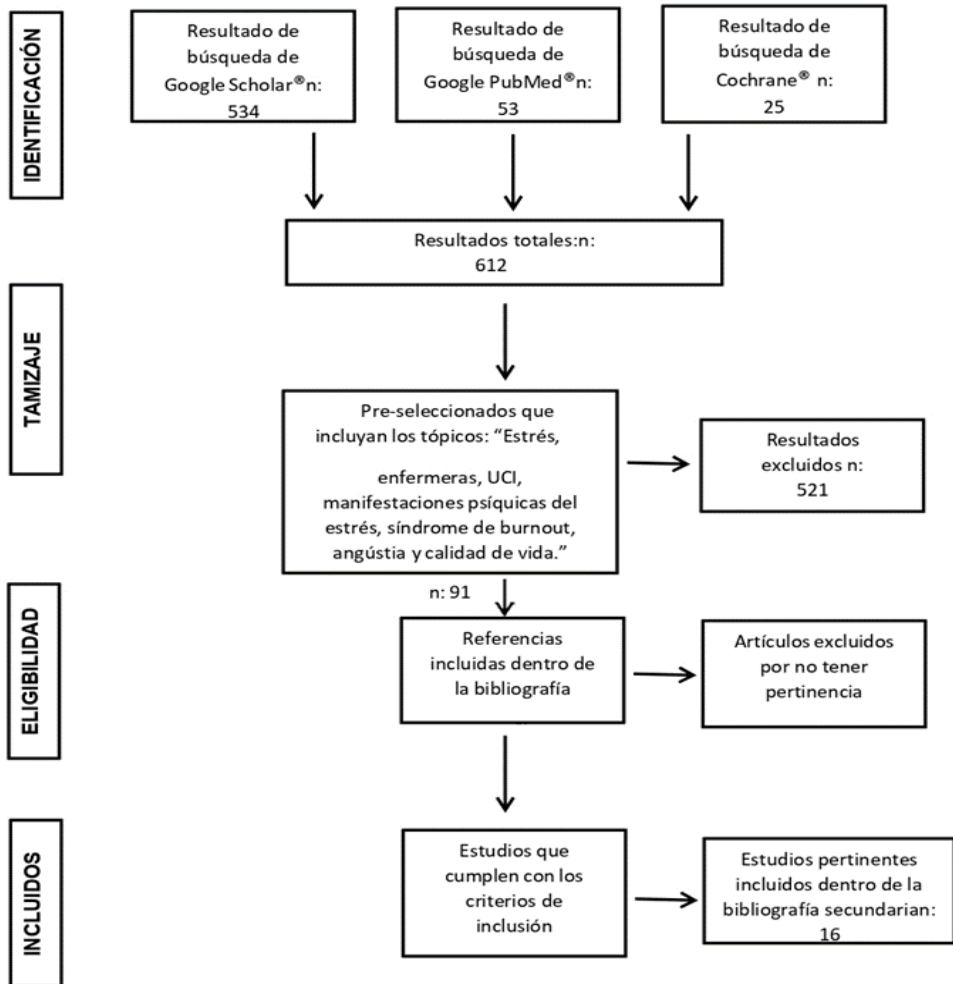 IDENTIFICACIÓN
Resultado de
búsqueda de
Google Scholar®n:
534
Resultado de
búsqueda de
Google PubMed®n:
53
Resultado de
búsqueda de
Cochrane® n:
25
Resultados totales:n:
612
TAMIZAJE
Pre-seleccionados que
incluyan los tópicos: “Estrés,
enfermeras, UCI,
manifestaciones psíquicas del
estrés, síndrome de burnout,
angústia y calidad de vida.”
Resultados
excluidos n:
521
n: 91
ELIGIBILIDAD
Referencias
incluidas dentro de
la bibliografía
Artículos excluidos
por no tener
pertinencia
INCLUIDOS
Estudios que
cumplen con los
criterios de
inclusión
Estudios pertinentes
incluidos dentro de la
bibliografía secundarian:
16